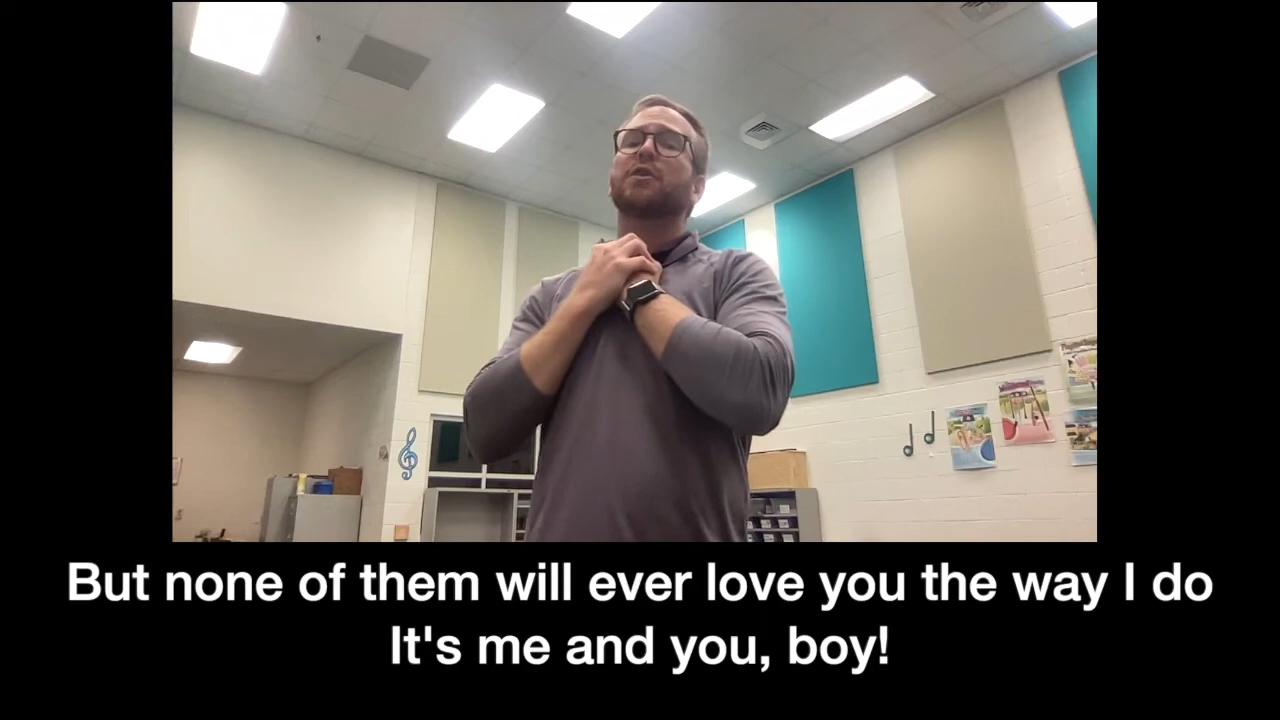 But none of them will ever love you the way I do
It's me and you, boy!